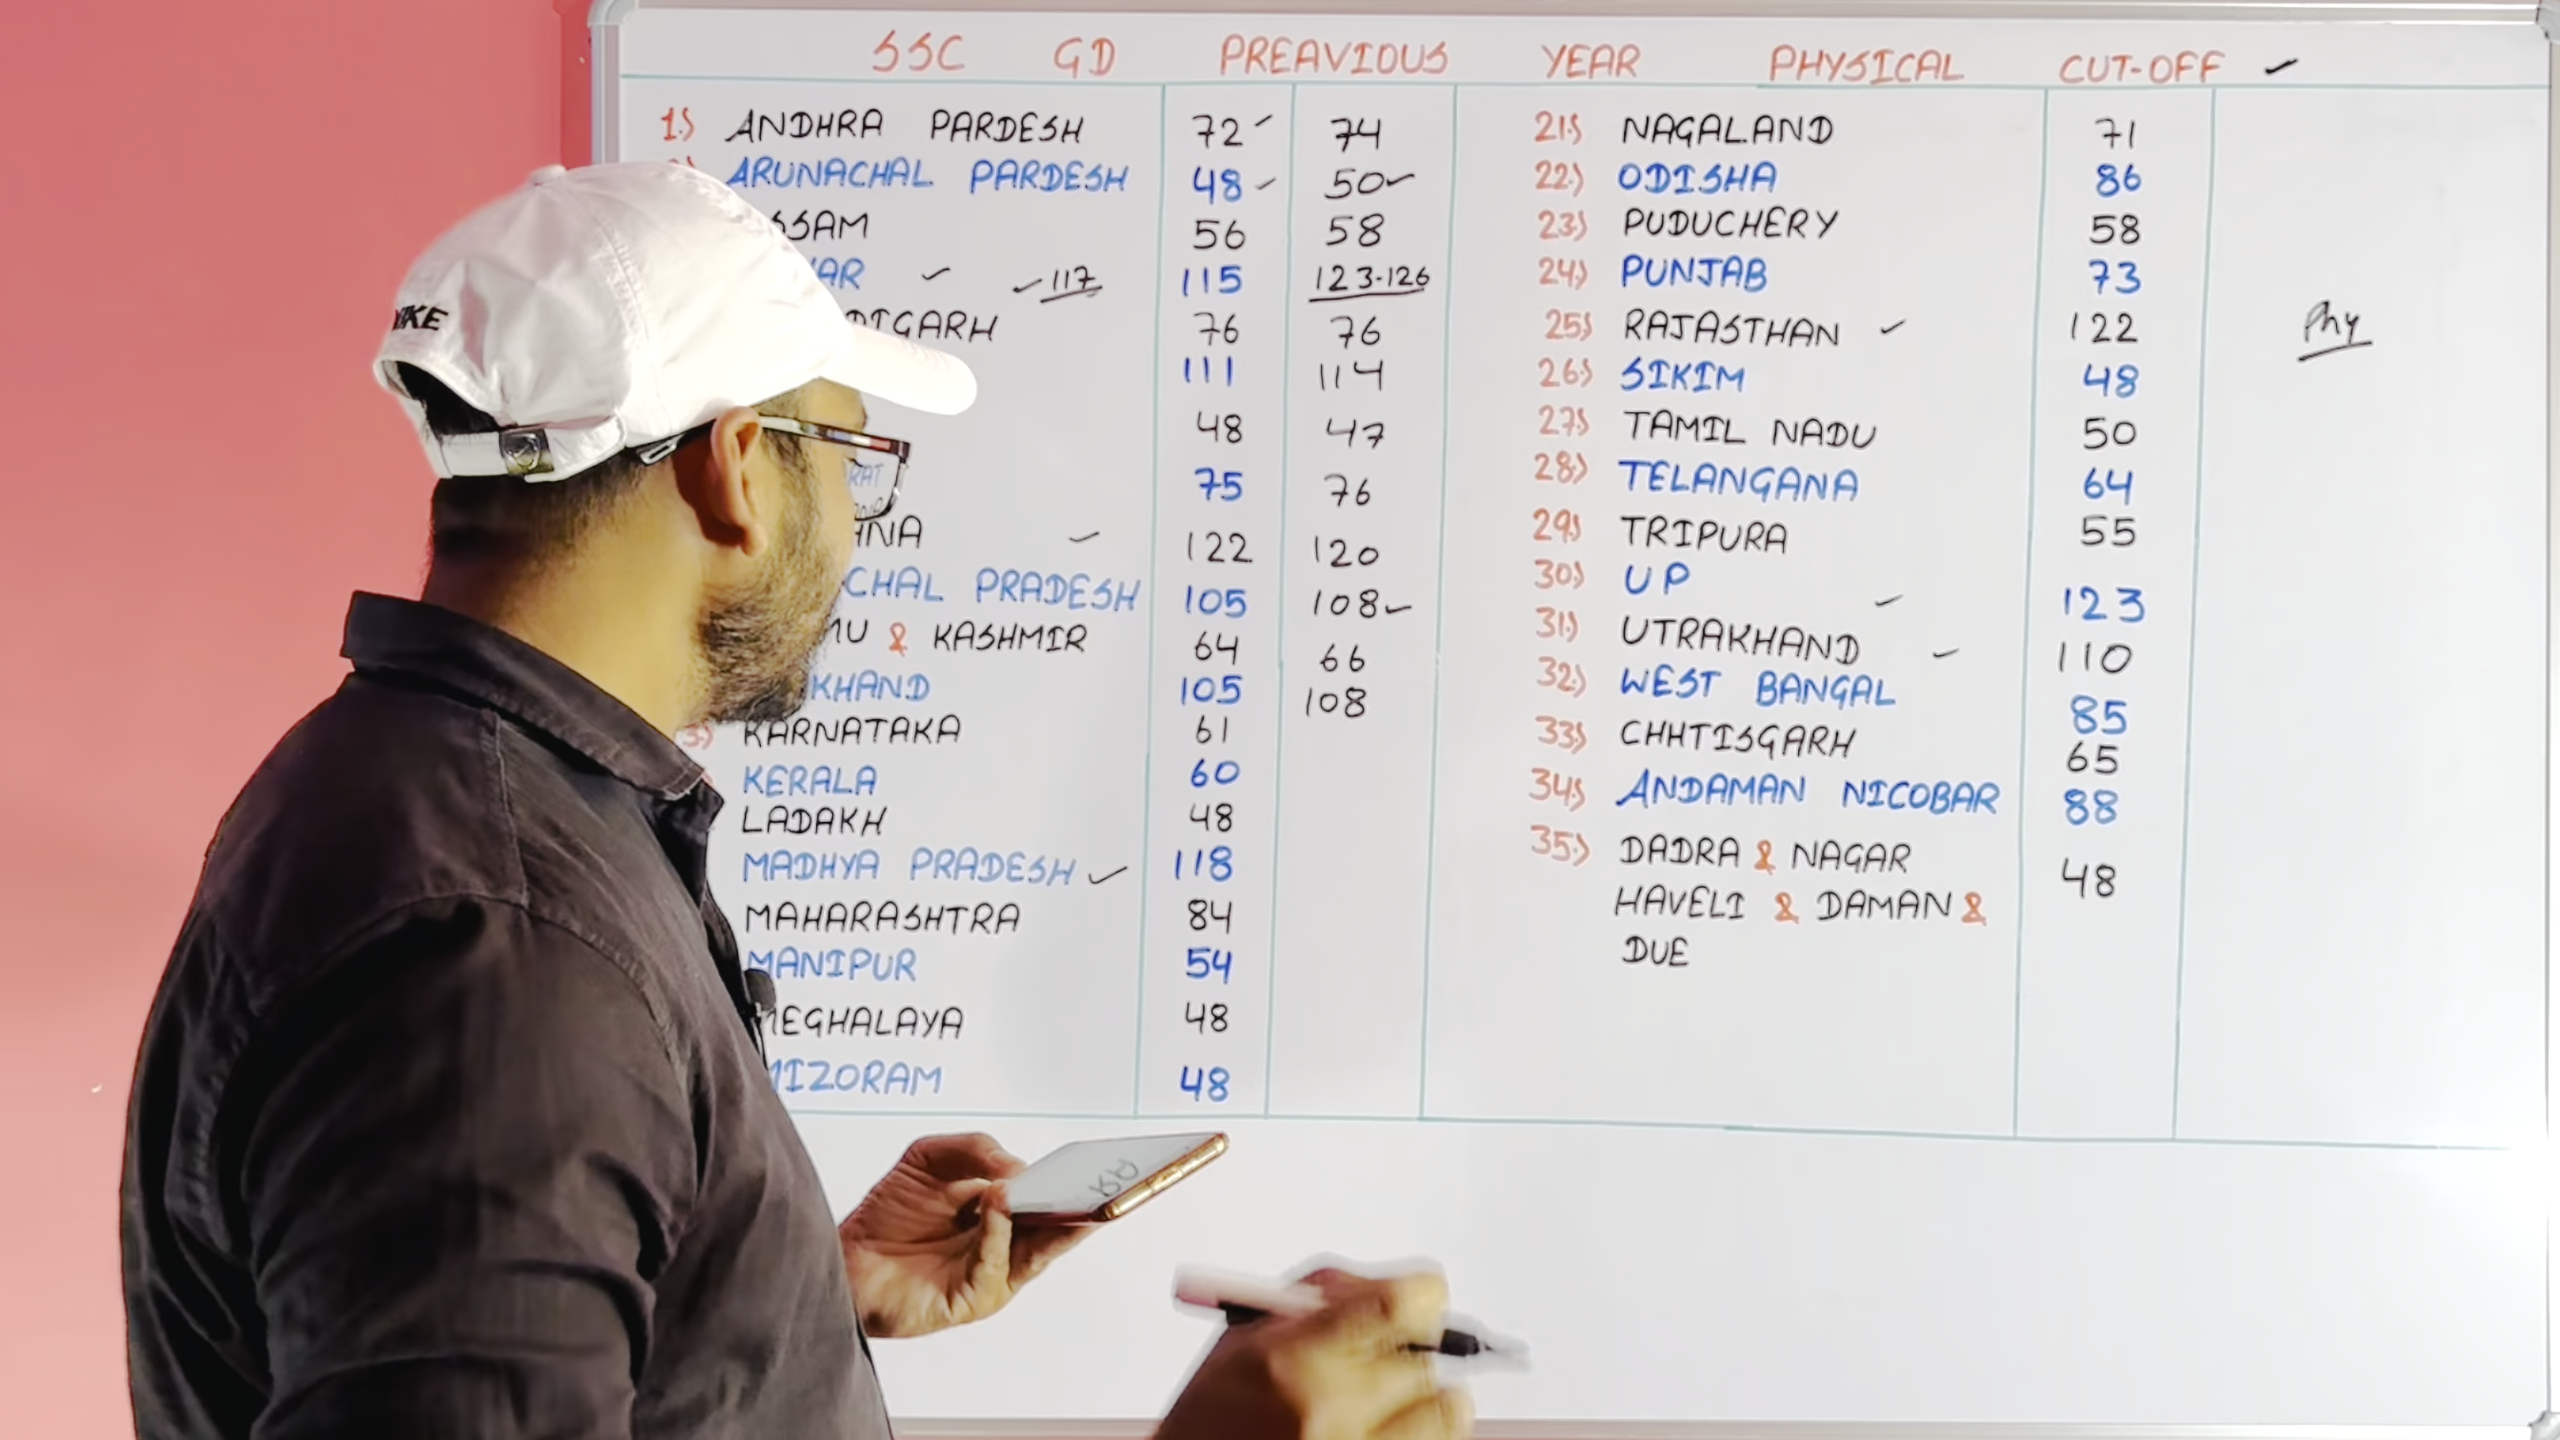 SSC GD PREAVIOUS YEAR PHYSICAL CUT-OFF
1) ANDHRA PARDESH 72 74
ARUNACHAL PARDESH 48 50
SSAM 56 58
AR 117 115 123-126
DIGARH 76 76
111 114
48 47
RAT 75 76
NA 122 120
CHAL PRADESH 105 108
MU & KASHMIR 64 66
KHAND 105 108
3) KARNATAKA 61
KERALA 60
LADAKH 48
MADHYA PRADESH 118
MAHARASHTRA 84
MANIPUR 54
MEGHALAYA 48
MIZORAM 48
21) NAGALAND 71
22) ODISHA 86
23) PUDUCHERY 58
24) PUNJAB 73
25) RAJASTHAN 122
Phy
26) SIKIM 48
27) TAMIL NADU 50
28) TELANGANA 64
29) TRIPURA 55
30) UP 123
31) UTRAKHAND 110
32) WEST BANGAL 85
33) CHHTISGARH 65
34) ANDAMAN NICOBAR 88
35) DADRA & NAGAR 48
HAVELI & DAMAN &
DUE